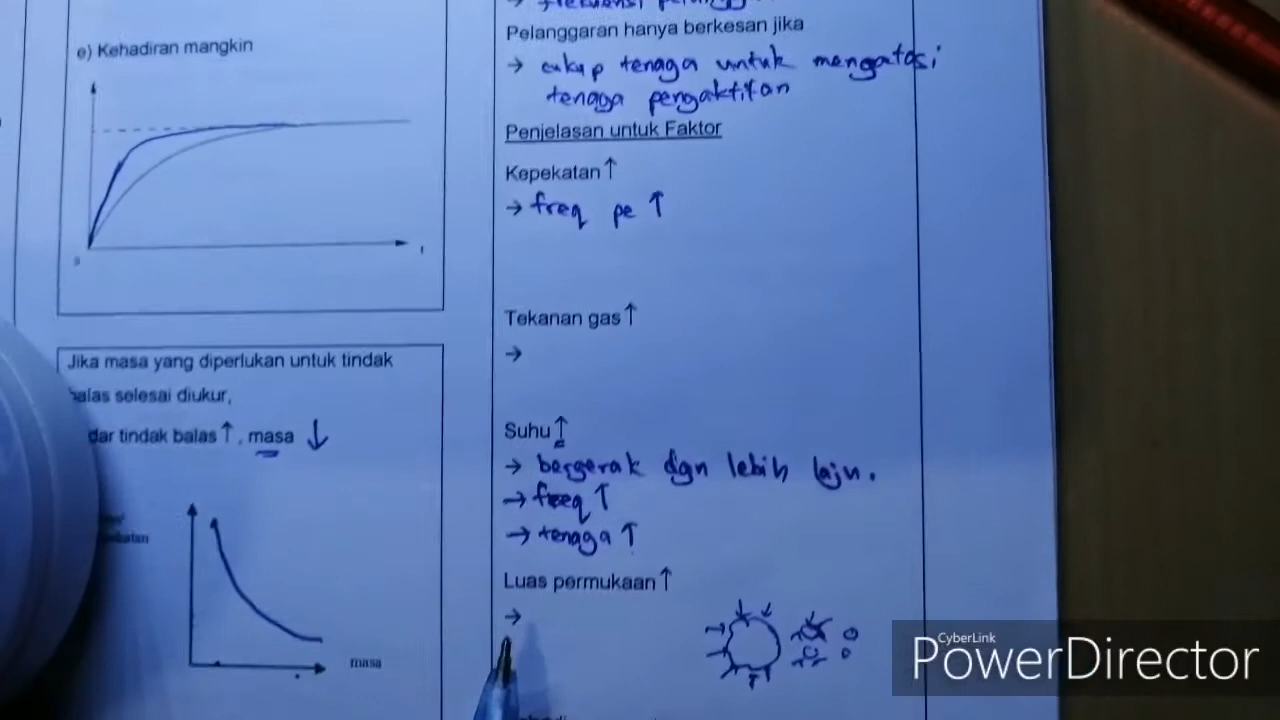 e) Kehadiran mangkin
Jika masa yang diperlukan untuk tindak
balas selesai diukur,
dar tindak balas ↑ , masa ↓
masa
Pelanggaran hanya berkesan jika
→ cukup tenaga untuk mengatasi
tenaga pengaktifan
Penjelasan untuk Faktor
Kepekatan ↑
→ freq pe ↑
Tekanan gas ↑
→
Suhu ↑
→ bergerak dgn lebih laju.
→ freq ↑
→ tenaga ↑
Luas permukaan ↑
→
CyberLink
PowerDirector